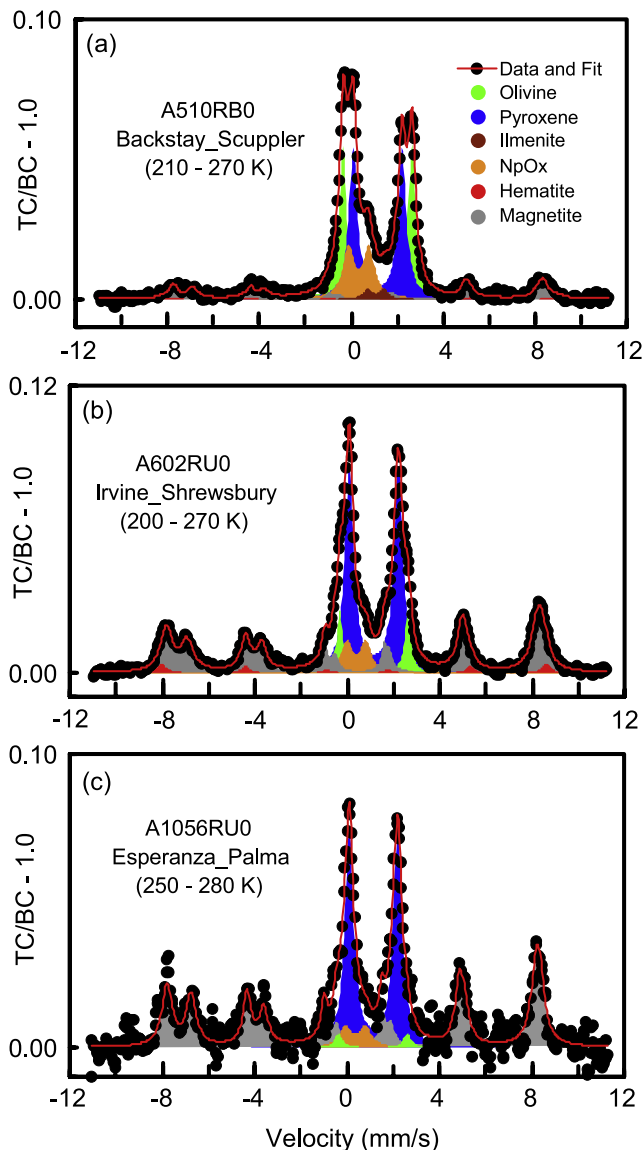 0.10
(a)
A510RB0
Backstay_Scuppler
(210 - 270 K)
Data and Fit
Olivine
Pyroxene
Ilmenite
NpOx
Hematite
Magnetite
TC/BC - 1.0
0.00
-12 -8 -4 0 4 8 12
0.12
(b)
A602RU0
Irvine_Shrewsbury
(200 - 270 K)
TC/BC - 1.0
0.00
-12 -8 -4 0 4 8 12
0.10
(c)
A1056RU0
Esperanza_Palma
(250 - 280 K)
TC/BC - 1.0
0.00
-12 -8 -4 0 4 8 12
Velocity (mm/s)